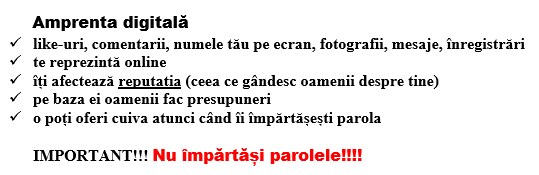 Amprenta digitală
✓ like-uri, comentarii, numele tău pe ecran, fotografii, mesaje, înregistrări
✓ te reprezintă online
✓ îți afectează reputatia (ceea ce gândesc oamenii despre tine)
✓ pe baza ei oamenii fac presupuneri
✓ o poți oferi cuiva atunci când îi împărtășești parola
IMPORTANT!!! Nu împărtăși parolele!!!!